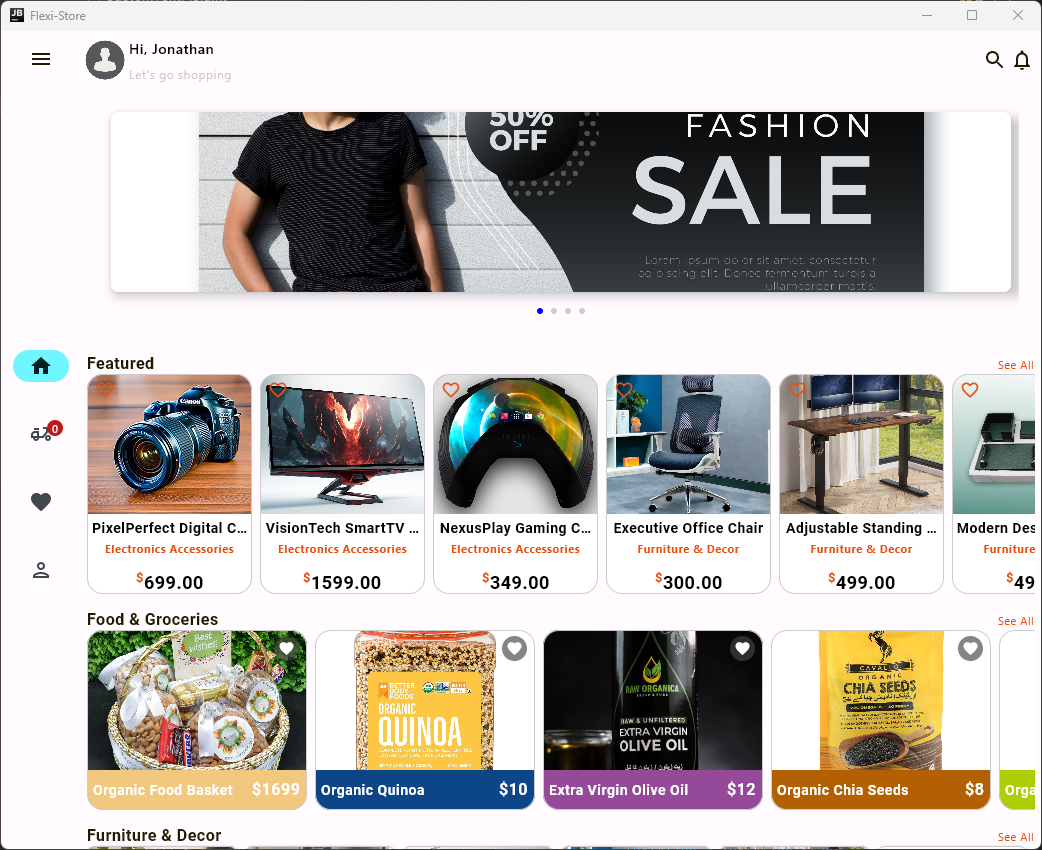 Flexi-Store
Hi, Jonathan
Let's go shopping
50%
OFF
FASHION
SALE
Lorem ipsum dolor sit amet, consectetur
adipiscing elit. Donec fermentum turpis a
ullamcorper mattis.
Featured
See All
0
PixelPerfect Digital C...
Electronics Accessories
$699.00
VisionTech SmartTV ...
Electronics Accessories
$1599.00
NexusPlay Gaming C...
Electronics Accessories
$349.00
Executive Office Chair
Furniture & Decor
$300.00
Adjustable Standing ...
Furniture & Decor
$499.00
Modern Des
Furniture
$49
Food & Groceries
See All
Best
wishes!
Organic Food Basket $1699
BETTER
BODY
FOODS
ORGANIC
QUINOA
Organic Quinoa $10
RAW ORGANICA
RAW & UNFILTERED
EXTRA VIRGIN
OLIVE OIL
Extra Virgin Olive Oil $12
ORGANIC
CHIA SEEDS
Organic Chia Seeds $8
Orga
Furniture & Decor
See All